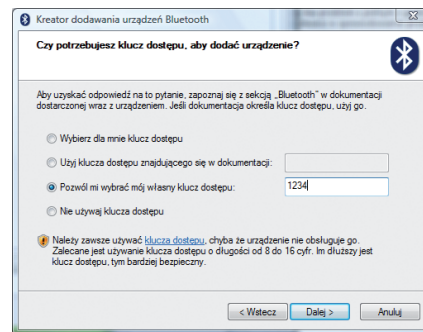 Kreator dodawania urządzeń Bluetooth
Czy potrzebujesz klucz dostępu, aby dodać urządzenie?
Aby uzyskać odpowiedź na to pytanie, zapoznaj się z sekcją „Bluetooth” w dokumentacji
dostarczonej wraz z urządzeniem. Jeśli dokumentacja określa klucz dostępu, użyj go.
Wybierz dla mnie klucz dostępu
Użyj klucza dostępu znajdującego się w dokumentacji:
Pozwól mi wybrać mój własny klucz dostępu: 1234
Nie używaj klucza dostępu
Należy zawsze używać klucza dostępu, chyba że urządzenie nie obsługuje go.
Zalecane jest używanie klucza dostępu o długości od 8 do 16 cyfr. Im dłuższy jest
klucz dostępu, tym bardziej bezpieczny.
< Wstecz Dalej > Anuluj